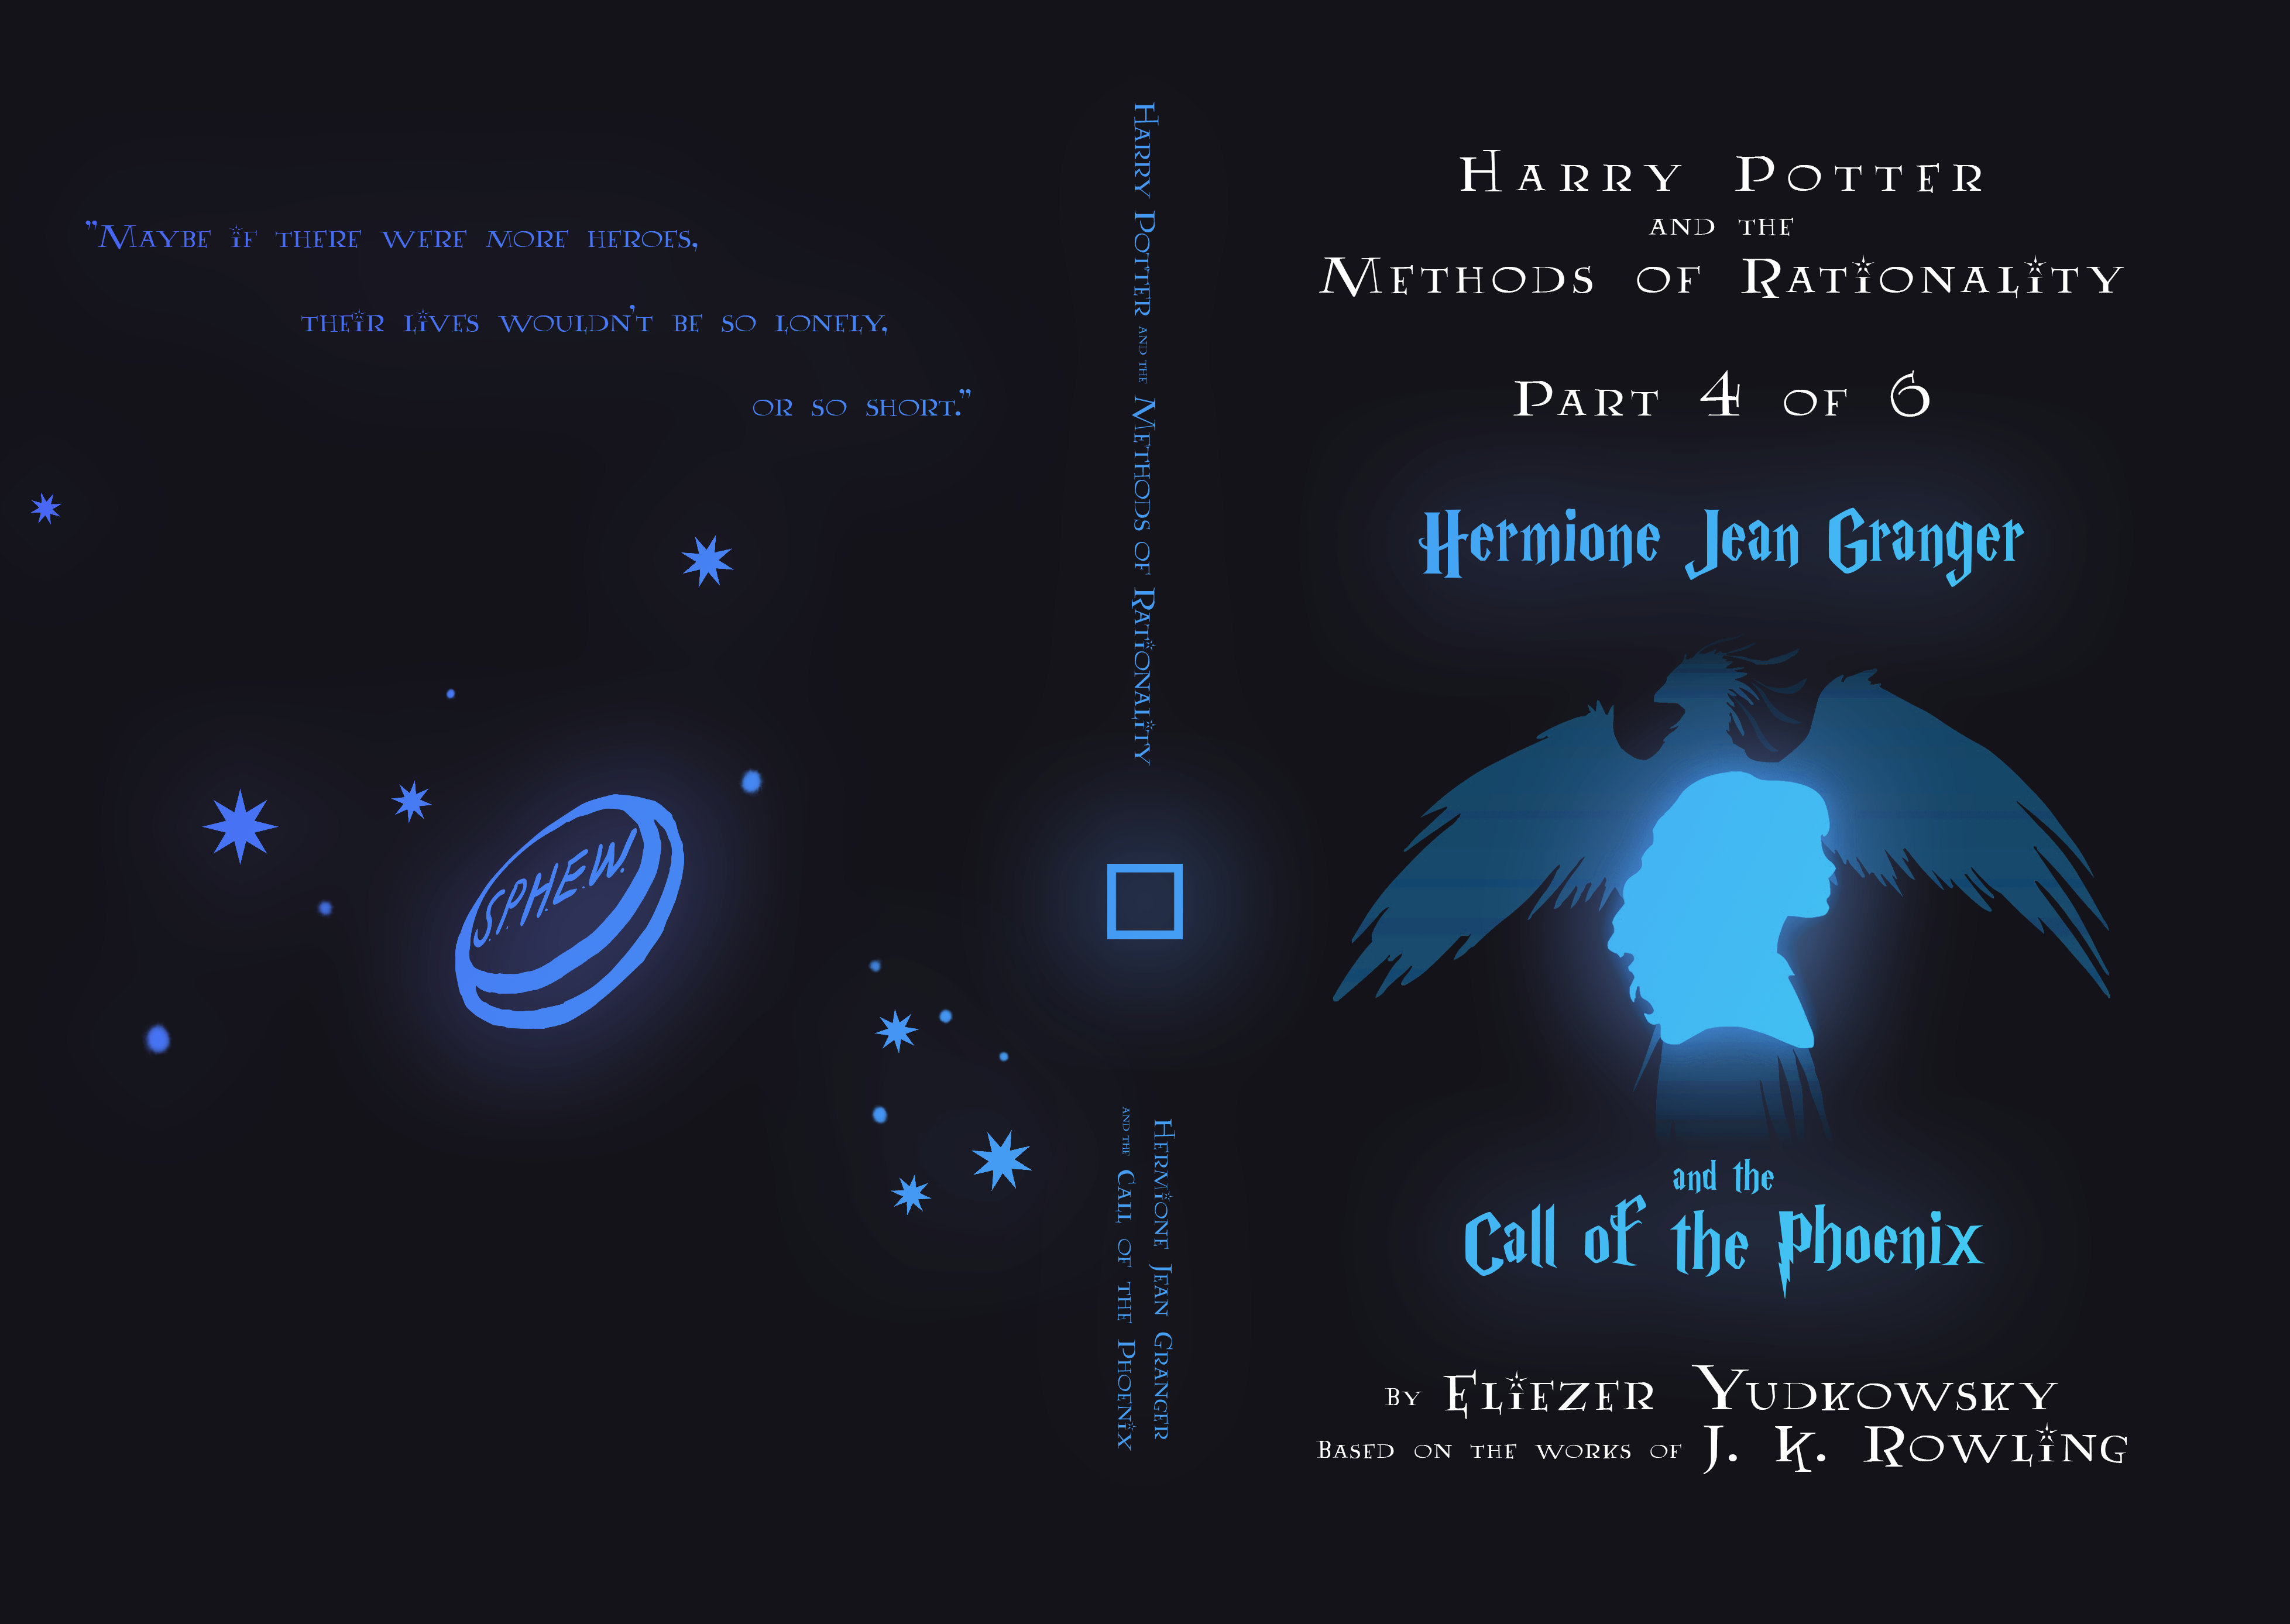 "Maybe if there were more heroes,
their lives wouldn't be so lonely,
or so short."
S.P.H.E.W.
Harry Potter and the Methods of Rationality
Hermione Jean Granger
and the Call of the Phoenix
Harry Potter
and the
Methods of Rationality
Part 4 of 6
Hermione Jean Granger
and the
Call of the Phoenix
by Eliezer Yudkowsky
Based on the works of J. K. Rowling